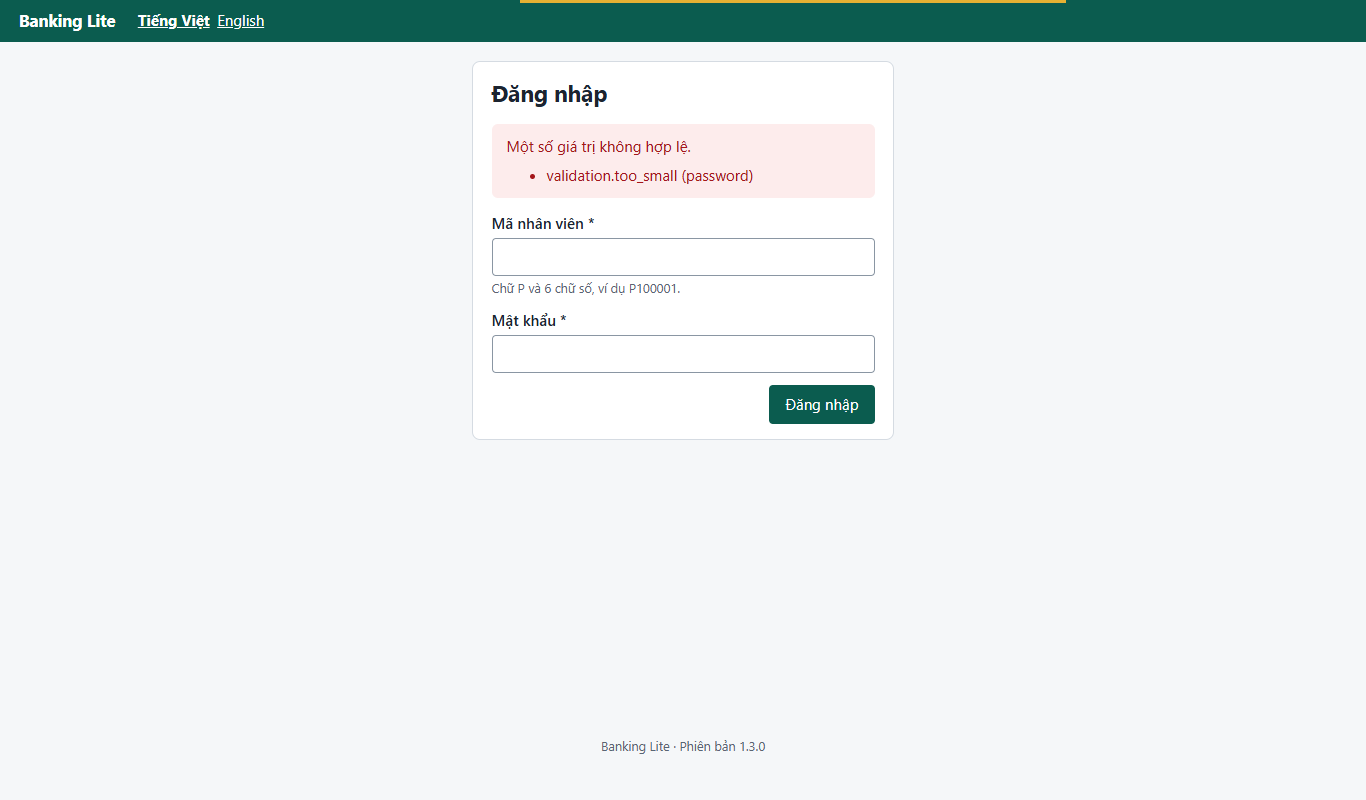 Banking Lite Tiếng Việt English
Đăng nhập
Một số giá trị không hợp lệ.
• validation.too_small (password)
Mã nhân viên *
Chữ P và 6 chữ số, ví dụ P100001.
Mật khẩu *
Đăng nhập
Banking Lite · Phiên bản 1.3.0